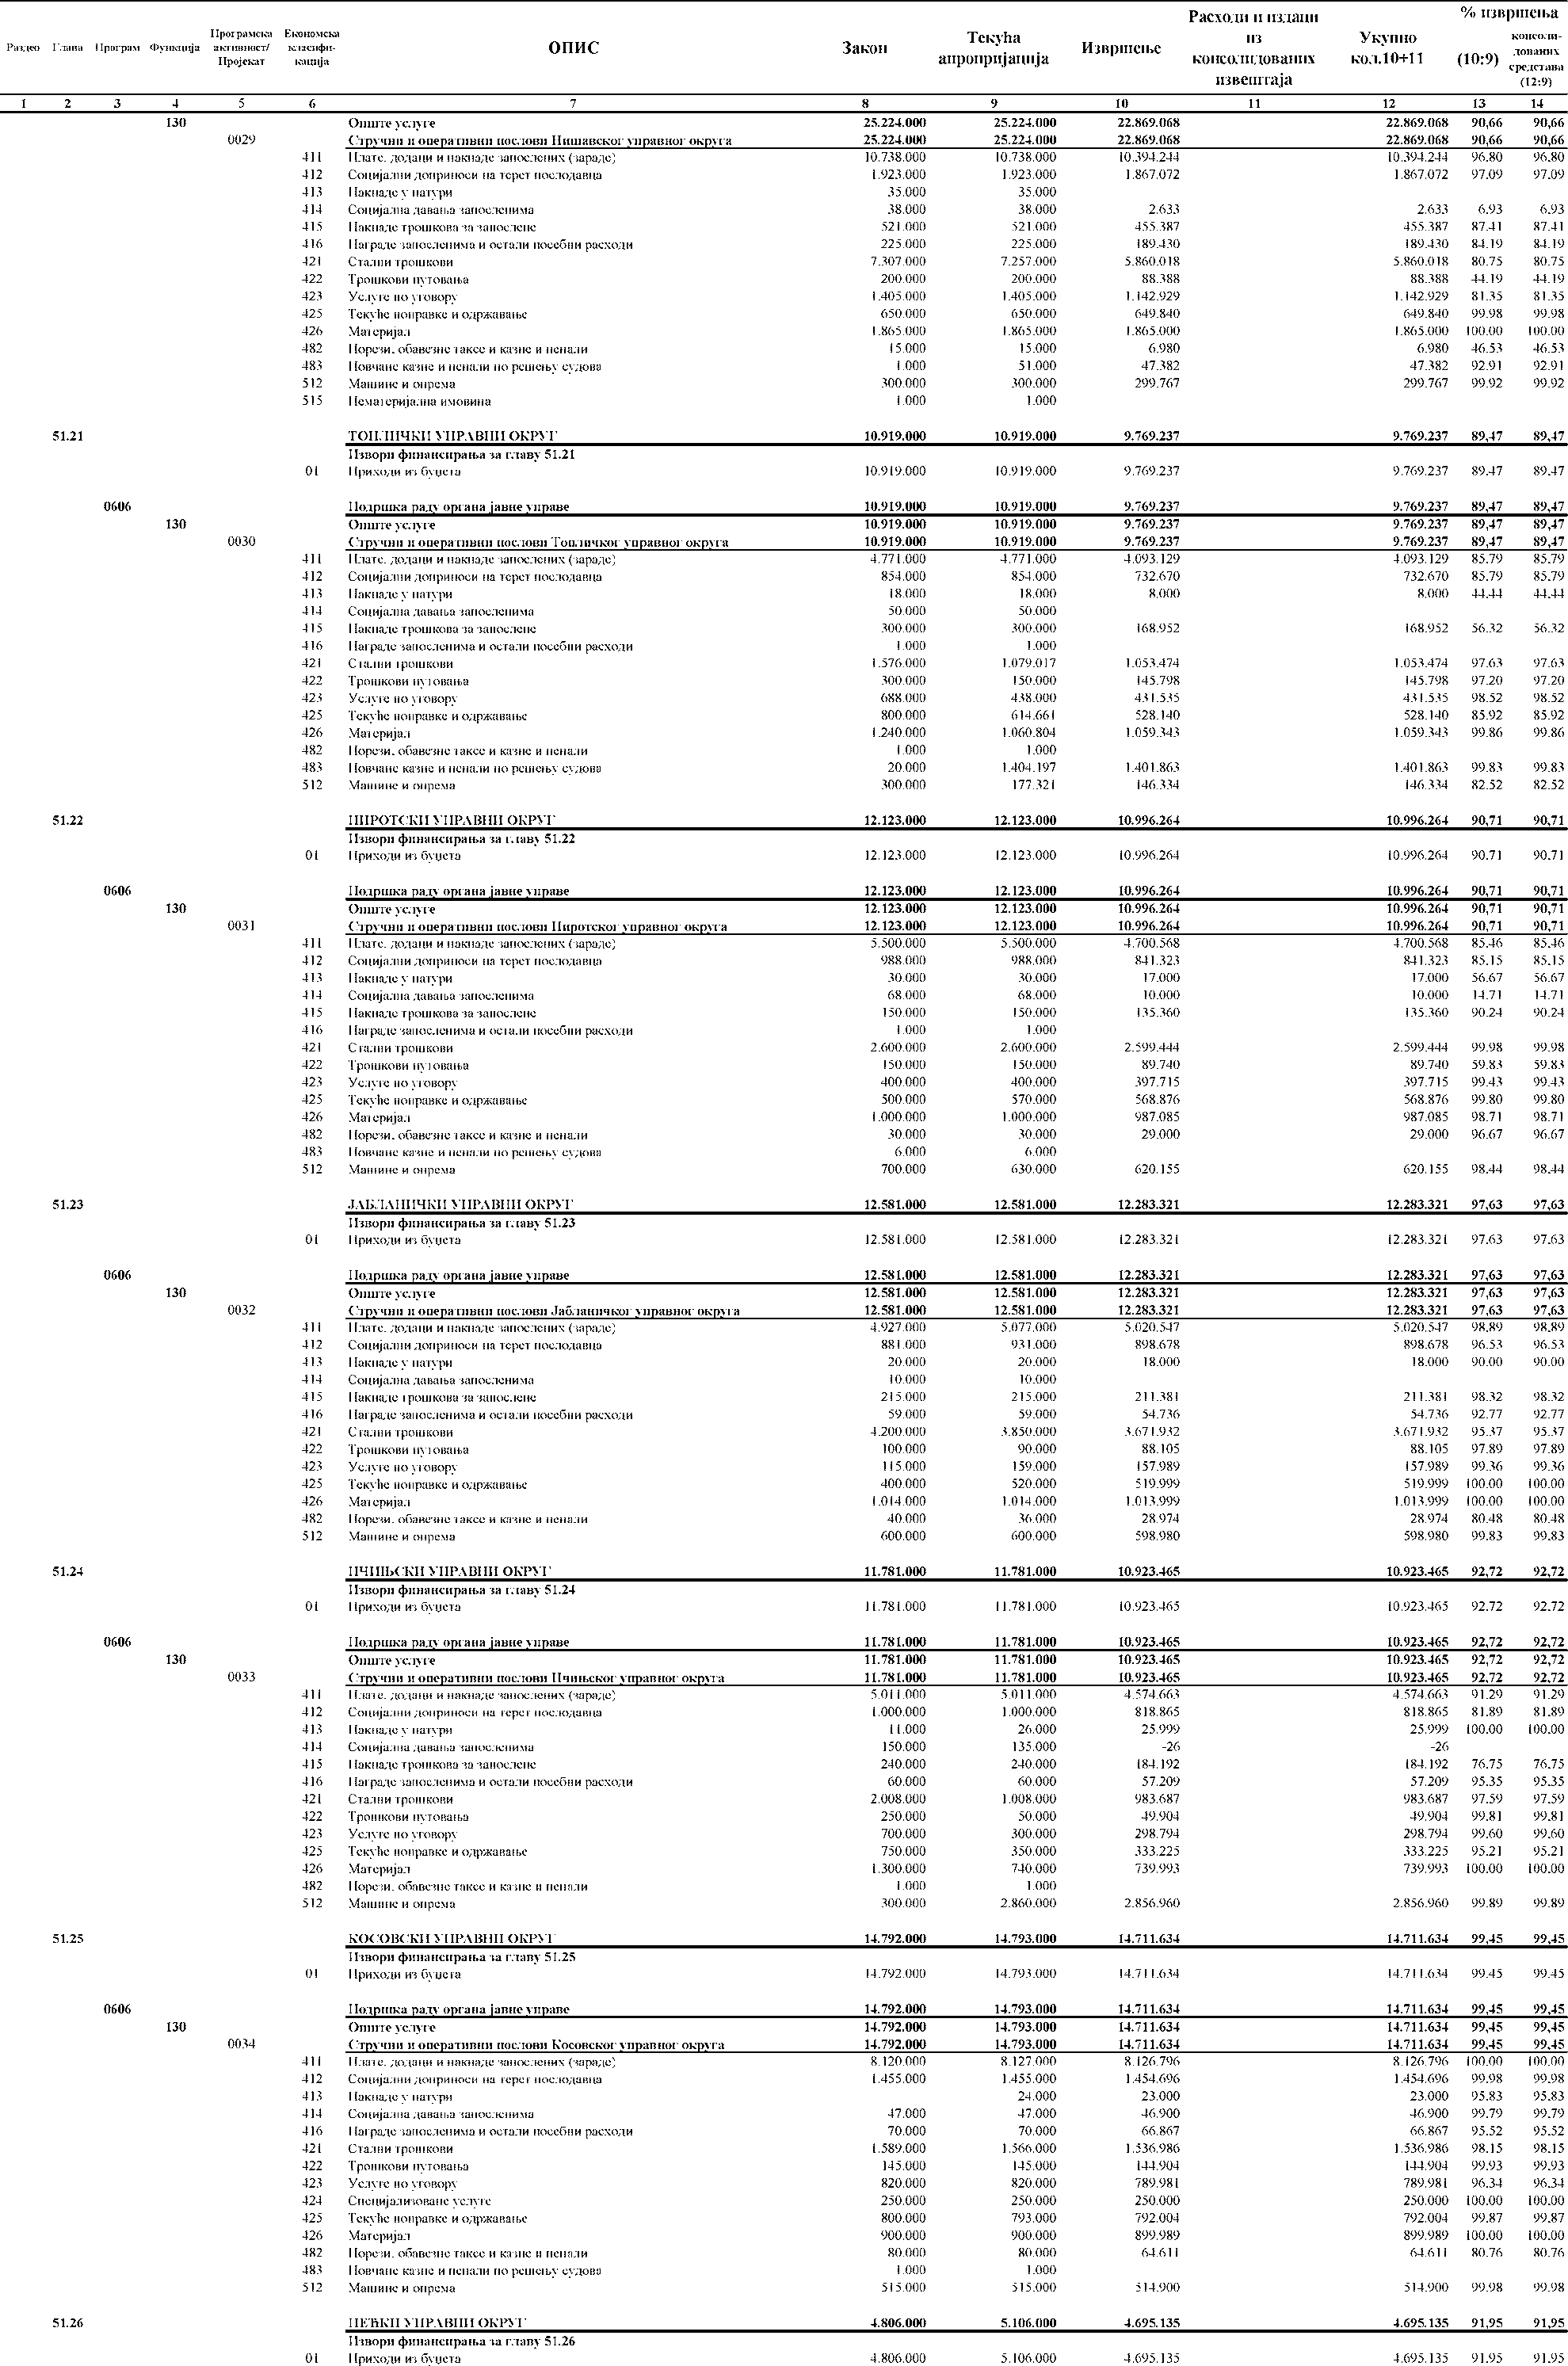 Раздео Глава Програм Функција Програмска активност/ Пројекат Економска класифи- кација ОПИС Закон Текућа апропријација Извршење Расходи и издаци из консолидованих извештаја Укупно кол.10+11 % извршења (10:9) консоли- дованих средстава (12:9)
1 2 3 4 5 6 7 8 9 10 11 12 13 14
130 Опште услуге 25.224.000 25.224.000 22.869.068 22.869.068 90,66 90,66
0029 Стручни и оперативни послови Нишавског управног округа 25.224.000 25.224.000 22.869.068 22.869.068 90,66 90,66
411 Плате, додаци и накнаде запослених (зараде) 10.738.000 10.738.000 10.394.244 10.394.244 96,80 96,80
412 Социјални доприноси на терет послодавца 1.923.000 1.923.000 1.867.072 1.867.072 97,09 97,09
413 Накнаде у натури 35.000 35.000
414 Социјална давања запосленима 38.000 38.000 2.633 2.633 6,93 6,93
415 Накнаде трошкова за запослене 521.000 521.000 455.387 455.387 87,41 87,41
416 Награде запосленима и остали посебни расходи 225.000 225.000 189.430 189.430 84,19 84,19
421 Стални трошкови 7.307.000 7.257.000 5.860.018 5.860.018 80,75 80,75
422 Трошкови путовања 200.000 200.000 88.388 88.388 44,19 44,19
423 Услуге по уговору 1.405.000 1.405.000 1.142.929 1.142.929 81,35 81,35
425 Текуће поправке и одржавање 650.000 650.000 649.840 649.840 99,98 99,98
426 Материјал 1.865.000 1.865.000 1.865.000 1.865.000 100,00 100,00
482 Порези, обавезне таксе и казне и пенали 15.000 15.000 6.980 6.980 46,53 46,53
483 Новчане казне и пенали по решењу судова 1.000 51.000 47.382 47.382 92,91 92,91
512 Машине и опрема 300.000 300.000 299.767 299.767 99,92 99,92
515 Нематеријална имовина 1.000 1.000
51.21 ТОПЛИЧКИ УПРАВНИ ОКРУГ 10.919.000 10.919.000 9.769.237 9.769.237 89,47 89,47
Извори финансирања за главу 51.21
01 Приходи из буџета 10.919.000 10.919.000 9.769.237 9.769.237 89,47 89,47
0606 Подршка раду органа јавне управе 10.919.000 10.919.000 9.769.237 9.769.237 89,47 89,47
130 Опште услуге 10.919.000 10.919.000 9.769.237 9.769.237 89,47 89,47
0030 Стручни и оперативни послови Топличког управног округа 10.919.000 10.919.000 9.769.237 9.769.237 89,47 89,47
411 Плате, додаци и накнаде запослених (зараде) 4.771.000 4.771.000 4.093.129 4.093.129 85,79 85,79
412 Социјални доприноси на терет послодавца 854.000 854.000 732.670 732.670 85,79 85,79
413 Накнаде у натури 18.000 18.000 8.000 8.000 44,44 44,44
414 Социјална давања запосленима 50.000 50.000
415 Накнаде трошкова за запослене 300.000 300.000 168.952 168.952 56,32 56,32
416 Награде запосленима и остали посебни расходи 1.000 1.000
421 Стални трошкови 1.576.000 1.079.017 1.053.474 1.053.474 97,63 97,63
422 Трошкови путовања 300.000 150.000 145.798 145.798 97,20 97,20
423 Услуге по уговору 688.000 438.000 431.535 431.535 98,52 98,52
425 Текуће поправке и одржавање 800.000 614.661 528.140 528.140 85,92 85,92
426 Материјал 1.240.000 1.060.804 1.059.343 1.059.343 99,86 99,86
482 Порези, обавезне таксе и казне и пенали 1.000 1.000
483 Новчане казне и пенали по решењу судова 20.000 1.404.197 1.401.863 1.401.863 99,83 99,83
512 Машине и опрема 300.000 177.321 146.334 146.334 82,52 82,52
51.22 ПИРОТСКИ УПРАВНИ ОКРУГ 12.123.000 12.123.000 10.996.264 10.996.264 90,71 90,71
Извори финансирања за главу 51.22
01 Приходи из буџета 12.123.000 12.123.000 10.996.264 10.996.264 90,71 90,71
0606 Подршка раду органа јавне управе 12.123.000 12.123.000 10.996.264 10.996.264 90,71 90,71
130 Опште услуге 12.123.000 12.123.000 10.996.264 10.996.264 90,71 90,71
0031 Стручни и оперативни послови Пиротског управног округа 12.123.000 12.123.000 10.996.264 10.996.264 90,71 90,71
411 Плате, додаци и накнаде запослених (зараде) 5.500.000 5.500.000 4.700.568 4.700.568 85,46 85,46
412 Социјални доприноси на терет послодавца 988.000 988.000 841.323 841.323 85,15 85,15
413 Накнаде у натури 30.000 30.000 17.000 17.000 56,67 56,67
414 Социјална давања запосленима 68.000 68.000 10.000 10.000 14,71 14,71
415 Накнаде трошкова за запослене 150.000 150.000 135.360 135.360 90,24 90,24
416 Награде запосленима и остали посебни расходи 1.000 1.000
421 Стални трошкови 2.600.000 2.600.000 2.599.444 2.599.444 99,98 99,98
422 Трошкови путовања 150.000 150.000 89.740 89.740 59,83 59,83
423 Услуге по уговору 400.000 400.000 397.715 397.715 99,43 99,43
425 Текуће поправке и одржавање 500.000 570.000 568.876 568.876 99,80 99,80
426 Материјал 1.000.000 1.000.000 987.085 987.085 98,71 98,71
482 Порези, обавезне таксе и казне и пенали 30.000 30.000 29.000 29.000 96,67 96,67
483 Новчане казне и пенали по решењу судова 6.000 6.000
512 Машине и опрема 700.000 630.000 620.155 620.155 98,44 98,44
51.23 ЈАБЛАНИЧКИ УПРАВНИ ОКРУГ 12.581.000 12.581.000 12.283.321 12.283.321 97,63 97,63
Извори финансирања за главу 51.23
01 Приходи из буџета 12.581.000 12.581.000 12.283.321 12.283.321 97,63 97,63
0606 Подршка раду органа јавне управе 12.581.000 12.581.000 12.283.321 12.283.321 97,63 97,63
130 Опште услуге 12.581.000 12.581.000 12.283.321 12.283.321 97,63 97,63
0032 Стручни и оперативни послови Јабланичког управног округа 12.581.000 12.581.000 12.283.321 12.283.321 97,63 97,63
411 Плате, додаци и накнаде запослених (зараде) 4.927.000 5.077.000 5.020.547 5.020.547 98,89 98,89
412 Социјални доприноси на терет послодавца 881.000 931.000 898.678 898.678 96,53 96,53
413 Накнаде у натури 20.000 20.000 18.000 18.000 90,00 90,00
414 Социјална давања запосленима 10.000 10.000
415 Накнаде трошкова за запослене 215.000 215.000 211.381 211.381 98,32 98,32
416 Награде запосленима и остали посебни расходи 59.000 59.000 54.736 54.736 92,77 92,77
421 Стални трошкови 4.200.000 3.850.000 3.671.932 3.671.932 95,37 95,37
422 Трошкови путовања 100.000 90.000 88.105 88.105 97,89 97,89
423 Услуге по уговору 115.000 159.000 157.989 157.989 99,36 99,36
425 Текуће поправке и одржавање 400.000 520.000 519.999 519.999 100,00 100,00
426 Материјал 1.014.000 1.014.000 1.013.999 1.013.999 100,00 100,00
482 Порези, обавезне таксе и казне и пенали 40.000 36.000 28.974 28.974 80,48 80,48
512 Машине и опрема 600.000 600.000 598.980 598.980 99,83 99,83
51.24 ПЧИЊСКИ УПРАВНИ ОКРУГ 11.781.000 11.781.000 10.923.465 10.923.465 92,72 92,72
Извори финансирања за главу 51.24
01 Приходи из буџета 11.781.000 11.781.000 10.923.465 10.923.465 92,72 92,72
0606 Подршка раду органа јавне управе 11.781.000 11.781.000 10.923.465 10.923.465 92,72 92,72
130 Опште услуге 11.781.000 11.781.000 10.923.465 10.923.465 92,72 92,72
0033 Стручни и оперативни послови Пчињског управног округа 11.781.000 11.781.000 10.923.465 10.923.465 92,72 92,72
411 Плате, додаци и накнаде запослених (зараде) 5.011.000 5.011.000 4.574.663 4.574.663 91,29 91,29
412 Социјални доприноси на терет послодавца 1.000.000 1.000.000 818.865 818.865 81,89 81,89
413 Накнаде у натури 11.000 26.000 25.999 25.999 100,00 100,00
414 Социјална давања запосленима 150.000 135.000 -26 -26
415 Накнаде трошкова за запослене 240.000 240.000 184.192 184.192 76,75 76,75
416 Награде запосленима и остали посебни расходи 60.000 60.000 57.209 57.209 95,35 95,35
421 Стални трошкови 2.008.000 1.008.000 983.687 983.687 97,59 97,59
422 Трошкови путовања 250.000 50.000 49.904 49.904 99,81 99,81
423 Услуге по уговору 700.000 300.000 298.794 298.794 99,60 99,60
425 Текуће поправке и одржавање 750.000 350.000 333.225 333.225 95,21 95,21
426 Материјал 1.300.000 740.000 739.993 739.993 100,00 100,00
482 Порези, обавезне таксе и казне и пенали 1.000 1.000
512 Машине и опрема 300.000 2.860.000 2.856.960 2.856.960 99,89 99,89
51.25 КОСОВСКИ УПРАВНИ ОКРУГ 14.792.000 14.793.000 14.711.634 14.711.634 99,45 99,45
Извори финансирања за главу 51.25
01 Приходи из буџета 14.792.000 14.793.000 14.711.634 14.711.634 99,45 99,45
0606 Подршка раду органа јавне управе 14.792.000 14.793.000 14.711.634 14.711.634 99,45 99,45
130 Опште услуге 14.792.000 14.793.000 14.711.634 14.711.634 99,45 99,45
0034 Стручни и оперативни послови Косовског управног округа 14.792.000 14.793.000 14.711.634 14.711.634 99,45 99,45
411 Плате, додаци и накнаде запослених (зараде) 8.120.000 8.127.000 8.126.796 8.126.796 100,00 100,00
412 Социјални доприноси на терет послодавца 1.455.000 1.455.000 1.454.696 1.454.696 99,98 99,98
413 Накнаде у натури 24.000 23.000 23.000 95,83 95,83
414 Социјална давања запосленима 47.000 47.000 46.900 46.900 99,79 99,79
416 Награде запосленима и остали посебни расходи 70.000 70.000 66.867 66.867 95,52 95,52
421 Стални трошкови 1.589.000 1.566.000 1.536.986 1.536.986 98,15 98,15
422 Трошкови путовања 145.000 145.000 144.904 144.904 99,93 99,93
423 Услуге по уговору 820.000 820.000 789.981 789.981 96,34 96,34
424 Специјализоване услуге 250.000 250.000 250.000 250.000 100,00 100,00
425 Текуће поправке и одржавање 800.000 793.000 792.004 792.004 99,87 99,87
426 Материјал 900.000 900.000 899.989 899.989 100,00 100,00
482 Порези, обавезне таксе и казне и пенали 80.000 80.000 64.611 64.611 80,76 80,76
483 Новчане казне и пенали по решењу судова 1.000 1.000
512 Машине и опрема 515.000 515.000 514.900 514.900 99,98 99,98
51.26 ПЕЋКИ УПРАВНИ ОКРУГ 4.806.000 5.106.000 4.695.135 4.695.135 91,95 91,95
Извори финансирања за главу 51.26
01 Приходи из буџета 4.806.000 5.106.000 4.695.135 4.695.135 91,95 91,95